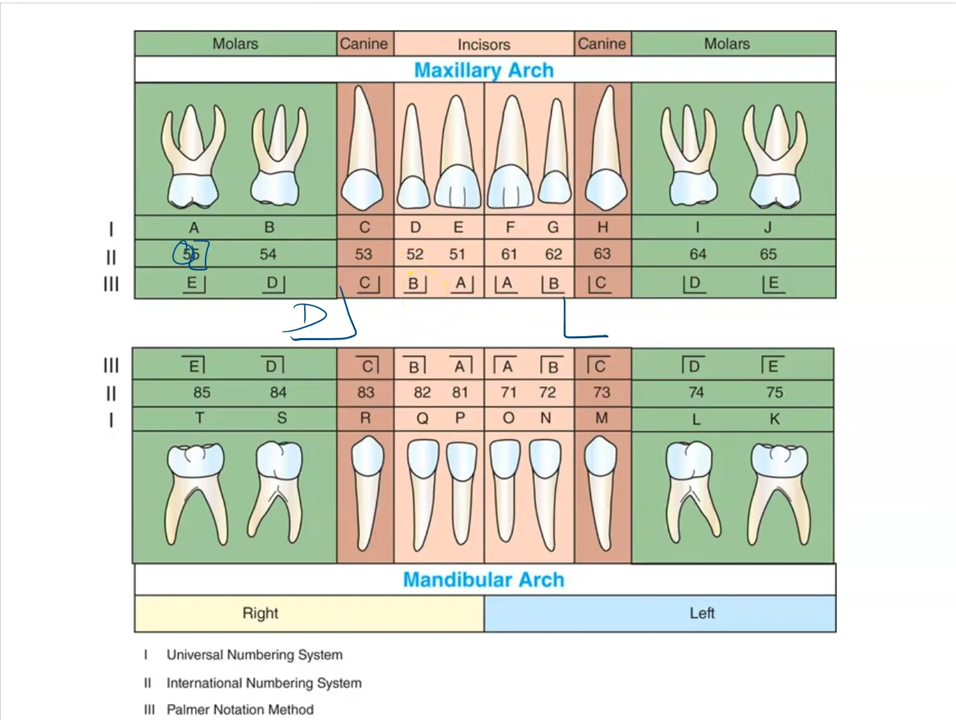 Molars Canine Incisors Canine Molars
Maxillary Arch
I A B C D E F G H I J
II 55 54 53 52 51 61 62 63 64 65
III E D C B A A B C D E
D
III E D C B A A B C D E
II 85 84 83 82 81 71 72 73 74 75
I T S R Q P O N M L K
Mandibular Arch
Right Left
I Universal Numbering System
II International Numbering System
III Palmer Notation Method